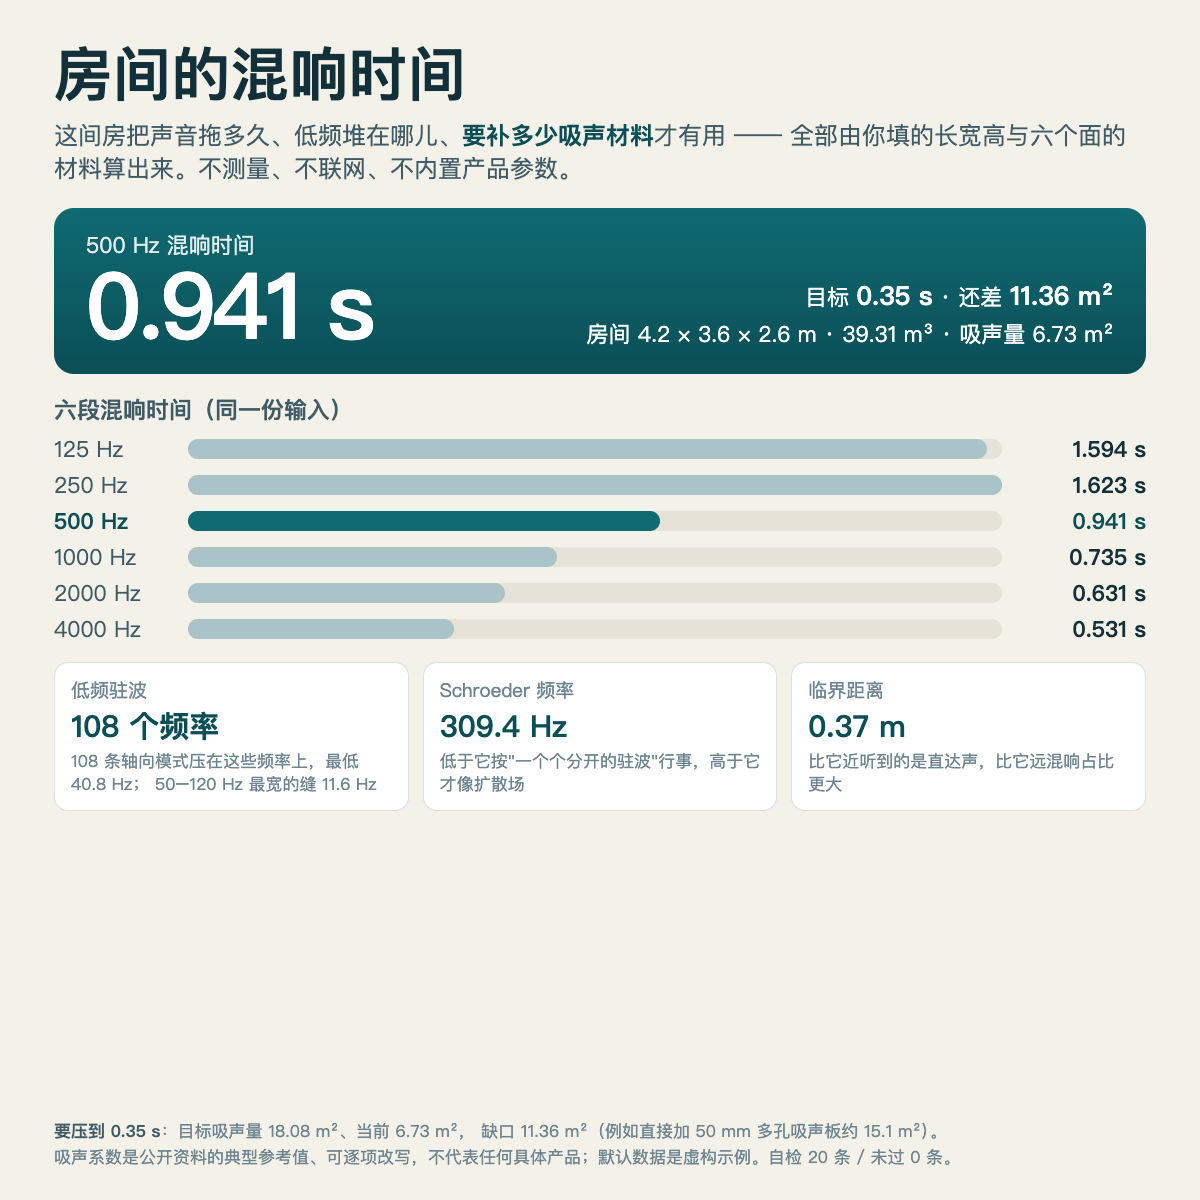 房间的混响时间
这间房把声音拖多久、低频堆在哪儿、要补多少吸声材料才有用 —— 全部由你填的长宽高与六个面的
材料算出来。不测量、不联网、不内置产品参数。
500 Hz 混响时间
0.941 s
目标 0.35 s · 还差 11.36 m²
房间 4.2 × 3.6 × 2.6 m · 39.31 m³ · 吸声量 6.73 m²
六段混响时间（同一份输入）
125 Hz 1.594 s
250 Hz 1.623 s
500 Hz 0.941 s
1000 Hz 0.735 s
2000 Hz 0.631 s
4000 Hz 0.531 s
低频驻波
108 个频率
108 条轴向模式压在这些频率上，最低
40.8 Hz； 50—120 Hz 最宽的缝 11.6 Hz
Schroeder 频率
309.4 Hz
低于它按"一个个分开的驻波"行事，高于它
才像扩散场
临界距离
0.37 m
比它近听到的是直达声，比它远混响占比
更大
要压到 0.35 s：目标吸声量 18.08 m²、当前 6.73 m²， 缺口 11.36 m²（例如直接加 50 mm 多孔吸声板约 15.1 m²）。
吸声系数是公开资料的典型参考值、可逐项改写，不代表任何具体产品；默认数据是虚构示例。自检 20 条 / 未过 0 条。